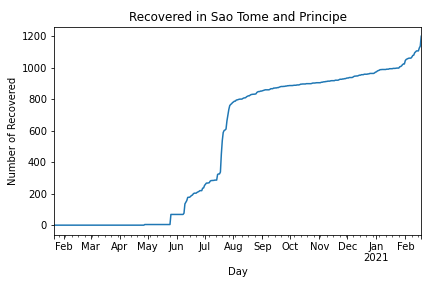 Recovered in Sao Tome and Principe
Number of Recovered
1200
1000
800
600
400
200
0
Feb Mar Apr May Jun Jul Aug Sep Oct Nov Dec Jan Feb
2021
Day